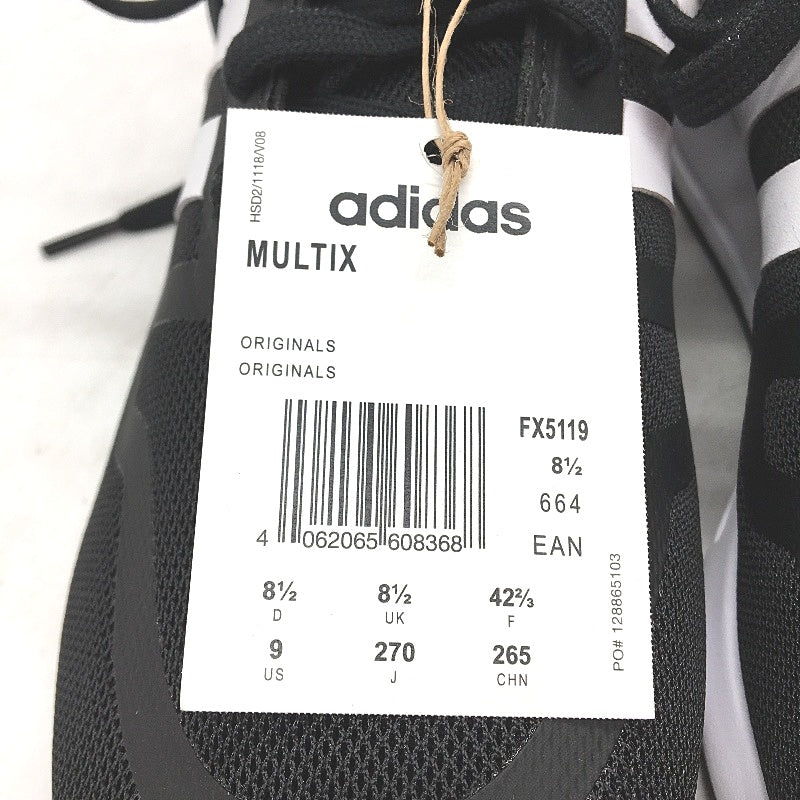 HSD2/1118/V08
adidas
MULTIX
ORIGINALS
ORIGINALS
FX5119
8½
664
EAN
4 062065 608368
8½ 8½ 42⅔
D UK F
9 270 265
US J CHN
PO# 128865103